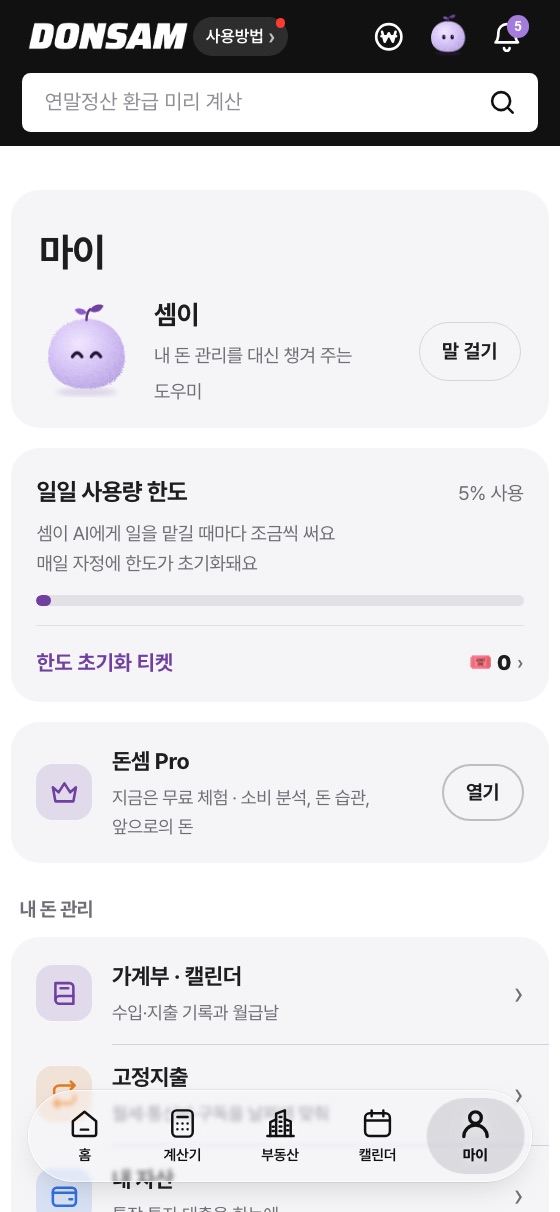 DONSAM
사용방법 ›
5
연말정산 환급 미리 계산
마이
셈이
내 돈 관리를 대신 챙겨 주는
도우미
말 걸기
일일 사용량 한도
5% 사용
셈이 AI에게 일을 맡길 때마다 조금씩 써요
매일 자정에 한도가 초기화돼요
한도 초기화 티켓
0 ›
돈셈 Pro
지금은 무료 체험 · 소비 분석, 돈 습관,
앞으로의 돈
열기
내 돈 관리
가계부 · 캘린더
수입·지출 기록과 월급날
고정지출
내 자산
홈
계산기
부동산
캘린더
마이